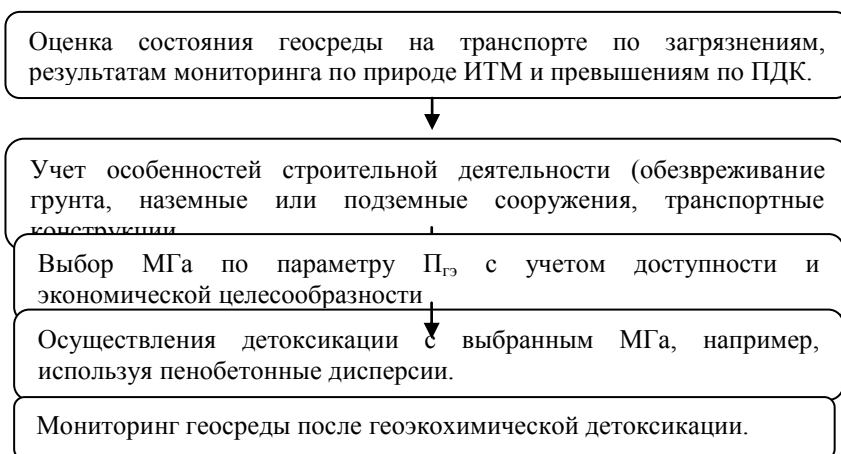 Оценка состояния геосреды на транспорте по загрязнениям,
результатам мониторинга по природе ИТМ и превышениям по ПДК.
Учет особенностей строительной деятельности (обезвреживание
грунта, наземные или подземные сооружения, транспортные
конструкции
Выбор МГа по параметру Пгэ с учетом доступности и
экономической целесообразности
Осуществления детоксикации с выбранным МГа, например,
используя пенобетонные дисперсии.
Мониторинг геосреды после геоэкохимической детоксикации.